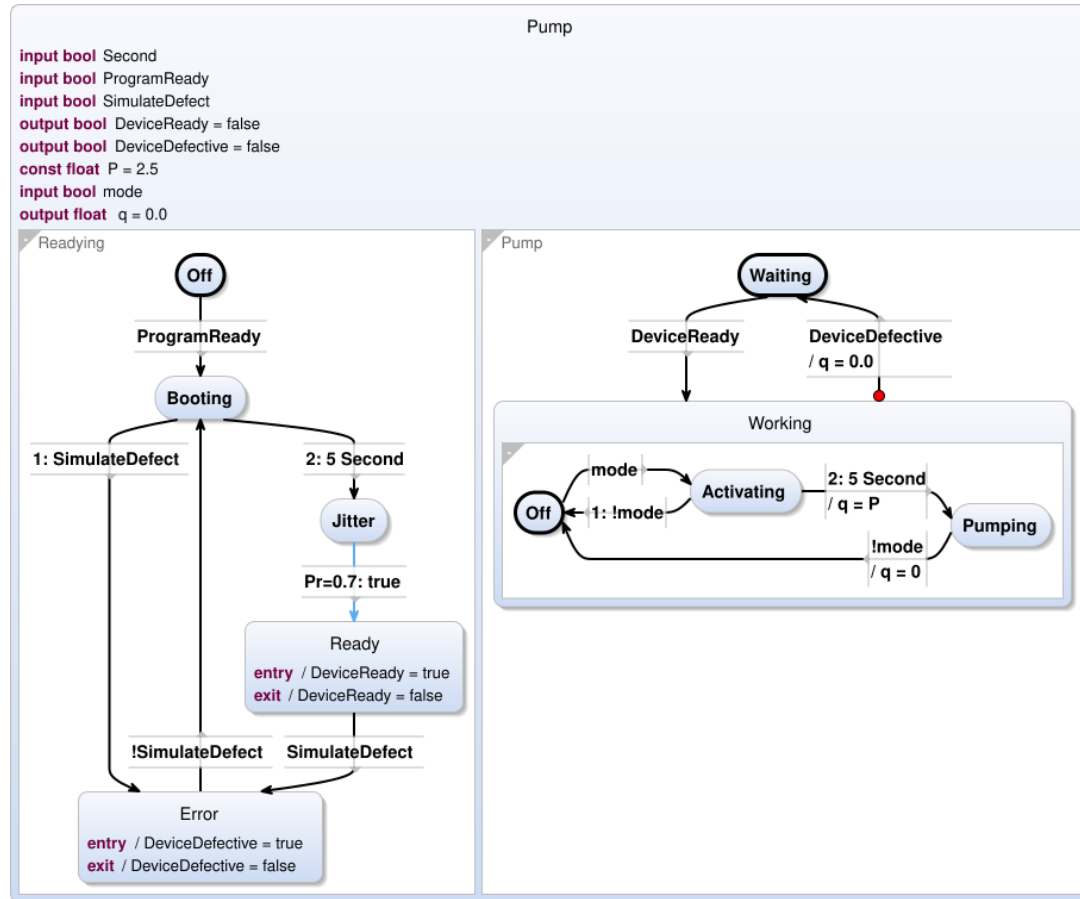 Pump
input bool Second
input bool ProgramReady
input bool SimulateDefect
output bool DeviceReady = false
output bool DeviceDefective = false
const float P = 2.5
input bool mode
output float q = 0.0
Readying
Off
ProgramReady
Booting
1: SimulateDefect
2: 5 Second
Jitter
Pr=0.7: true
Ready
entry / DeviceReady = true
exit / DeviceReady = false
!SimulateDefect
SimulateDefect
Error
entry / DeviceDefective = true
exit / DeviceDefective = false
Pump
Waiting
DeviceReady
DeviceDefective
/ q = 0.0
Working
Off
mode
1: !mode
Activating
2: 5 Second
/ q = P
Pumping
!mode
/ q = 0